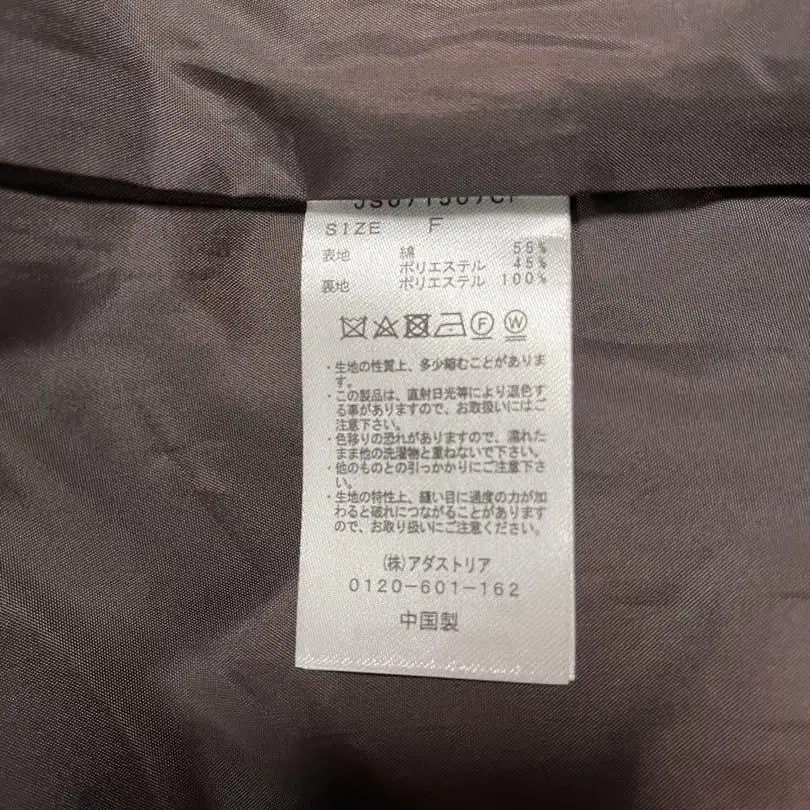 SIZE F
表地 綿 55%
ポリエステル 45%
裏地 ポリエステル 100%
F W
・生地の性質上、多少縮むことがありま
す。
・この製品は、直射日光等により退色す
る事がありますので、お取扱いにはご
注意下さい。
・色移りの恐れがありますので、濡れた
まま他の洗濯物と重ねないで下さい。
・他のものとの引っかかりにご注意下さ
い。
・生地の特性上、縫い目に過度の力が加
わると破れにつながることがあります
ので、お取り扱いにご注意ください。
(株)アダストリア
0120-601-162
中国製